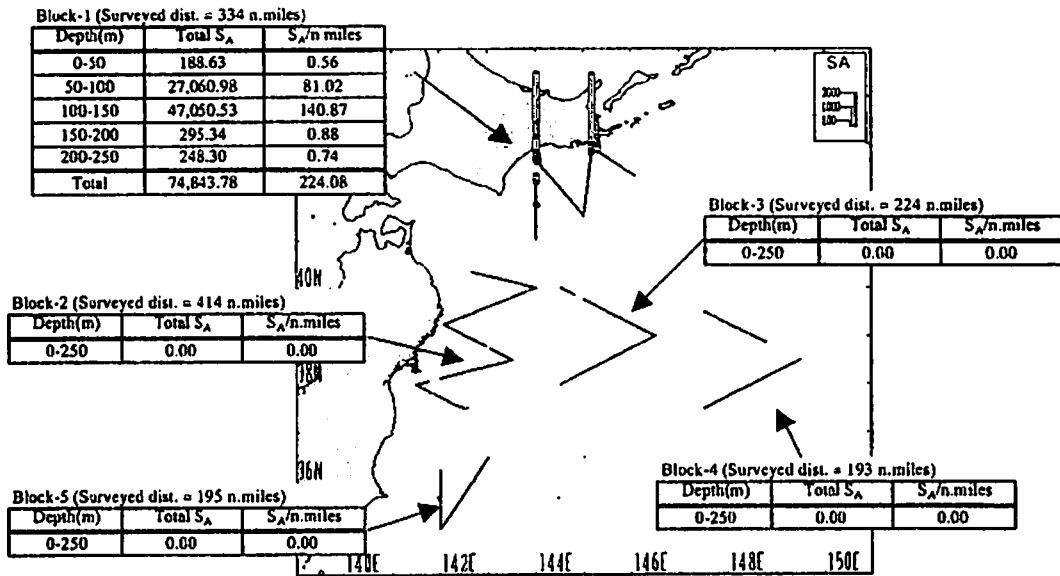 Block-1 (Surveyed dist. = 334 n.miles)
Depth(m) Total SA SA/n miles
0-50 188.63 0.56
50-100 27,060.98 81.02
100-150 47,050.53 140.87
150-200 295.34 0.88
200-250 248.30 0.74
Total 74,843.78 224.08
SA
2000
1000
100
Block-3 (Surveyed dist. = 224 n.miles)
Depth(m) Total SA SA/n.miles
0-250 0.00 0.00
40N
Block-2 (Surveyed dist. = 414 n.miles)
Depth(m) Total SA SA/n.miles
0-250 0.00 0.00
38N
36N
Block-4 (Surveyed dist. = 193 n.miles)
Depth(m) Total SA SA/n.miles
0-250 0.00 0.00
Block-5 (Surveyed dist. = 195 n.miles)
Depth(m) Total SA SA/n.miles
0-250 0.00 0.00
140E 142E 144E 146E 148E 150E